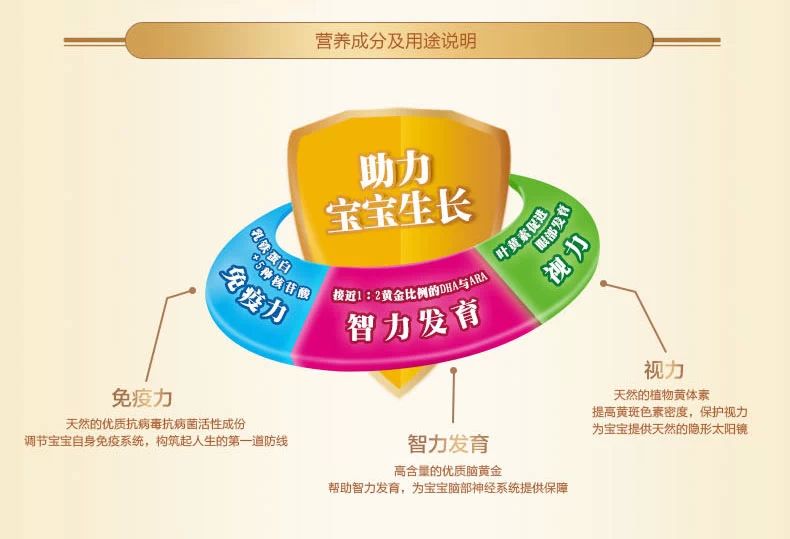 营养成分及用途说明
助力
宝宝生长
乳铁蛋白
+5种核苷酸
免疫力
接近1:2黄金比例的DHA与ARA
智力发育
叶黄素促进
眼部发育
视力
免疫力
天然的优质抗病毒抗病菌活性成份
调节宝宝自身免疫系统，构筑起人生的第一道防线
智力发育
高含量的优质脑黄金
帮助智力发育，为宝宝脑部神经系统提供保障
视力
天然的植物黄体素
提高黄斑色素密度，保护视力
为宝宝提供天然的隐形太阳镜